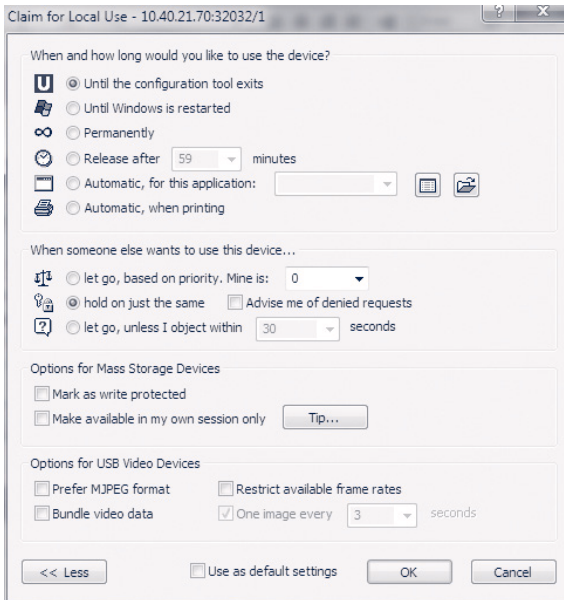 Claim for Local Use - 10.40.21.70:32032/1
? X
When and how long would you like to use the device?
U Until the configuration tool exits
Until Windows is restarted
∞ Permanently
Release after 59 minutes
Automatic, for this application:
Automatic, when printing
When someone else wants to use this device...
let go, based on priority. Mine is: 0
hold on just the same Advise me of denied requests
? let go, unless I object within 30 seconds
Options for Mass Storage Devices
Mark as write protected
Make available in my own session only Tip...
Options for USB Video Devices
Prefer MJPEG format Restrict available frame rates
Bundle video data One image every 3 seconds
<< Less Use as default settings OK Cancel